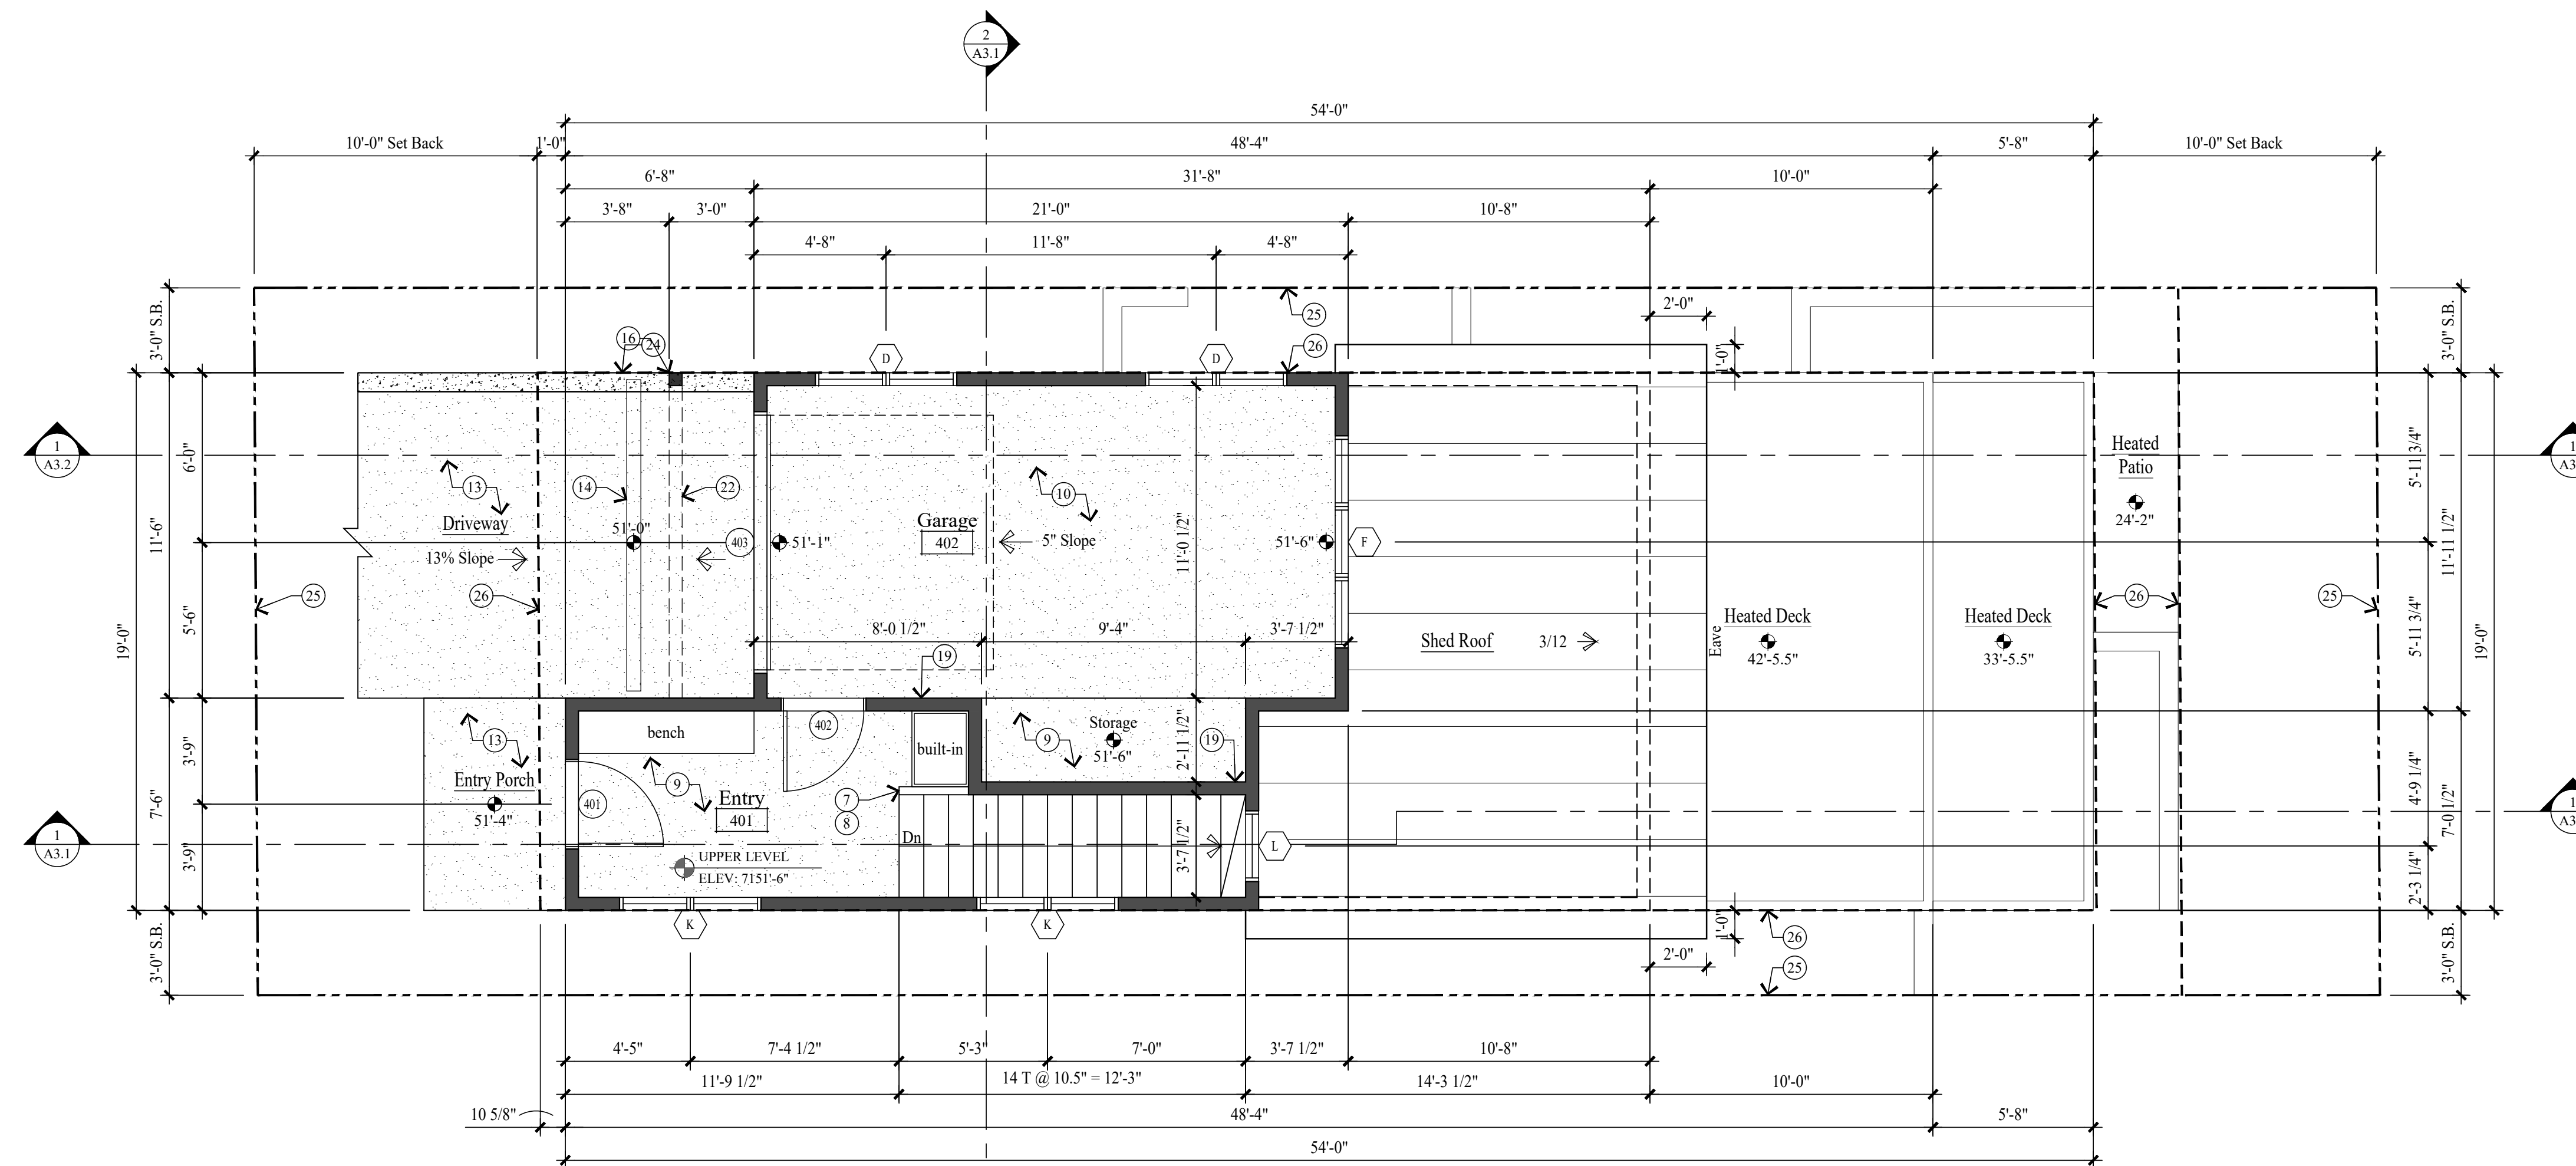 2
A3.1
54'-0"
10'-0" Set Back
1'-0"
48'-4"
5'-8"
10'-0" Set Back
6'-8"
31'-8"
10'-0"
3'-8"
3'-0"
21'-0"
10'-8"
4'-8"
11'-8"
4'-8"
3'-0" S.B.
25
2'-0"
3'-0" S.B.
16
24
D
D
26
1'-0"
1
A3.2
6'-0"
13
14
22
10
Heated
Patio
24'-2"
5'-11 3/4"
1
19'-0"
11'-6"
Driveway
51'-0"
403
51'-1"
Garage
402
5" Slope
11'-0 1/2"
51'-6"
F
11'-11 1/2"
13% Slope
25
26
5'-6"
8'-0 1/2"
9'-4"
3'-7 1/2"
Shed Roof
3/12
Eave
Heated Deck
42'-5.5"
Heated Deck
33'-5.5"
26
25
5'-11 3/4"
19'-0"
19
13
bench
402
built-in
Storage
9
51'-6"
19
2'-11 1/2"
3'-9"
7'-6"
Entry Porch
51'-4"
401
9
Entry
401
7
8
4'-9 1/4"
7'-0 1/2"
1
A3.1
3'-9"
Dn
UPPER LEVEL
ELEV: 7151'-6"
3'-7 1/2"
L
2'-3 1/4"
1
3'-0" S.B.
K
K
1'-0"
26
2'-0"
25
3'-0" S.B.
4'-5"
7'-4 1/2"
5'-3"
7'-0"
3'-7 1/2"
10'-8"
11'-9 1/2"
14 T @ 10.5" = 12'-3"
14'-3 1/2"
10'-0"
10 5/8"
48'-4"
5'-8"
54'-0"